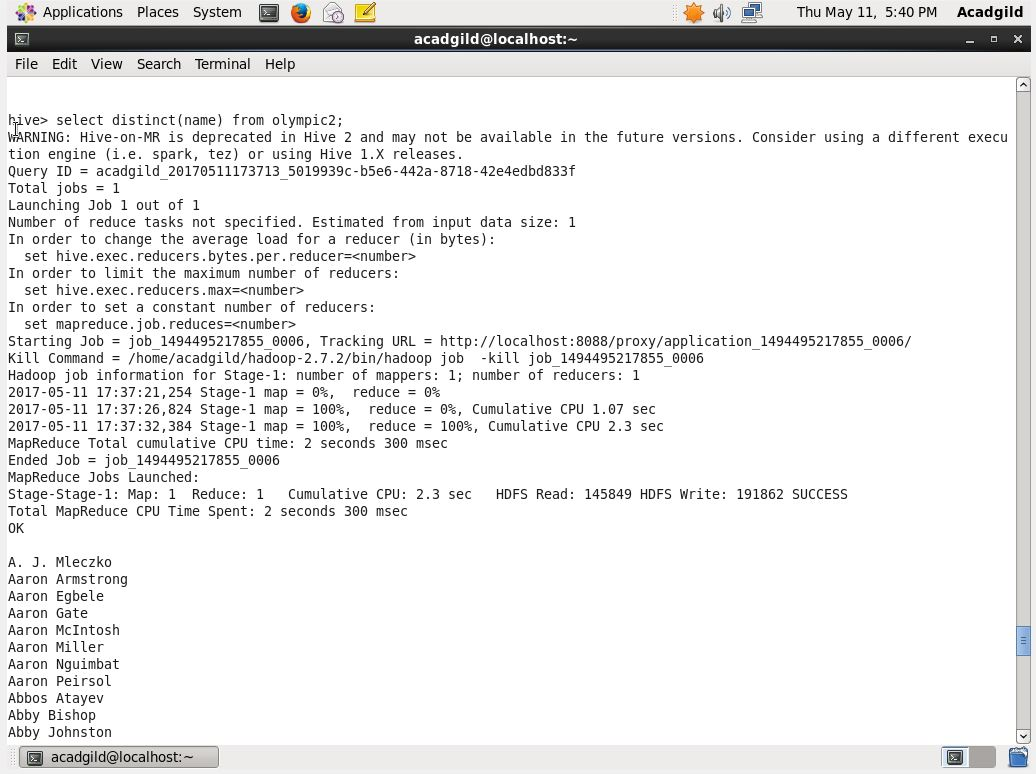 Applications Places System Thu May 11, 5:40 PM Acadgild
acadgild@localhost:~
File Edit View Search Terminal Help
hive> select distinct(name) from olympic2;
WARNING: Hive-on-MR is deprecated in Hive 2 and may not be available in the future versions. Consider using a different execu
tion engine (i.e. spark, tez) or using Hive 1.X releases.
Query ID = acadgild_20170511173713_5019939c-b5e6-442a-8718-42e4edbd833f
Total jobs = 1
Launching Job 1 out of 1
Number of reduce tasks not specified. Estimated from input data size: 1
In order to change the average load for a reducer (in bytes):
  set hive.exec.reducers.bytes.per.reducer=<number>
In order to limit the maximum number of reducers:
  set hive.exec.reducers.max=<number>
In order to set a constant number of reducers:
  set mapreduce.job.reduces=<number>
Starting Job = job_1494495217855_0006, Tracking URL = http://localhost:8088/proxy/application_1494495217855_0006/
Kill Command = /home/acadgild/hadoop-2.7.2/bin/hadoop job  -kill job_1494495217855_0006
Hadoop job information for Stage-1: number of mappers: 1; number of reducers: 1
2017-05-11 17:37:21,254 Stage-1 map = 0%,  reduce = 0%
2017-05-11 17:37:26,824 Stage-1 map = 100%,  reduce = 0%, Cumulative CPU 1.07 sec
2017-05-11 17:37:32,384 Stage-1 map = 100%,  reduce = 100%, Cumulative CPU 2.3 sec
MapReduce Total cumulative CPU time: 2 seconds 300 msec
Ended Job = job_1494495217855_0006
MapReduce Jobs Launched:
Stage-Stage-1: Map: 1  Reduce: 1   Cumulative CPU: 2.3 sec   HDFS Read: 145849 HDFS Write: 191862 SUCCESS
Total MapReduce CPU Time Spent: 2 seconds 300 msec
OK
A. J. Mleczko
Aaron Armstrong
Aaron Egbele
Aaron Gate
Aaron McIntosh
Aaron Miller
Aaron Nguimbat
Aaron Peirsol
Abbos Atayev
Abby Bishop
Abby Johnston
acadgild@localhost:~